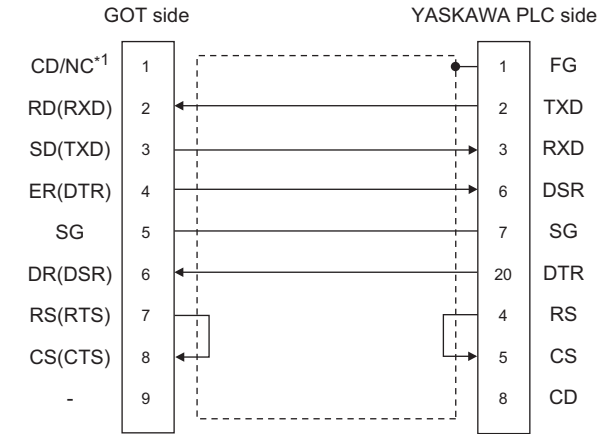 GOT side YASKAWA PLC side
CD/NC*1 1 1 FG
RD(RXD) 2 2 TXD
SD(TXD) 3 3 RXD
ER(DTR) 4 6 DSR
SG 5 7 SG
DR(DSR) 6 20 DTR
RS(RTS) 7 4 RS
CS(CTS) 8 5 CS
- 9 8 CD